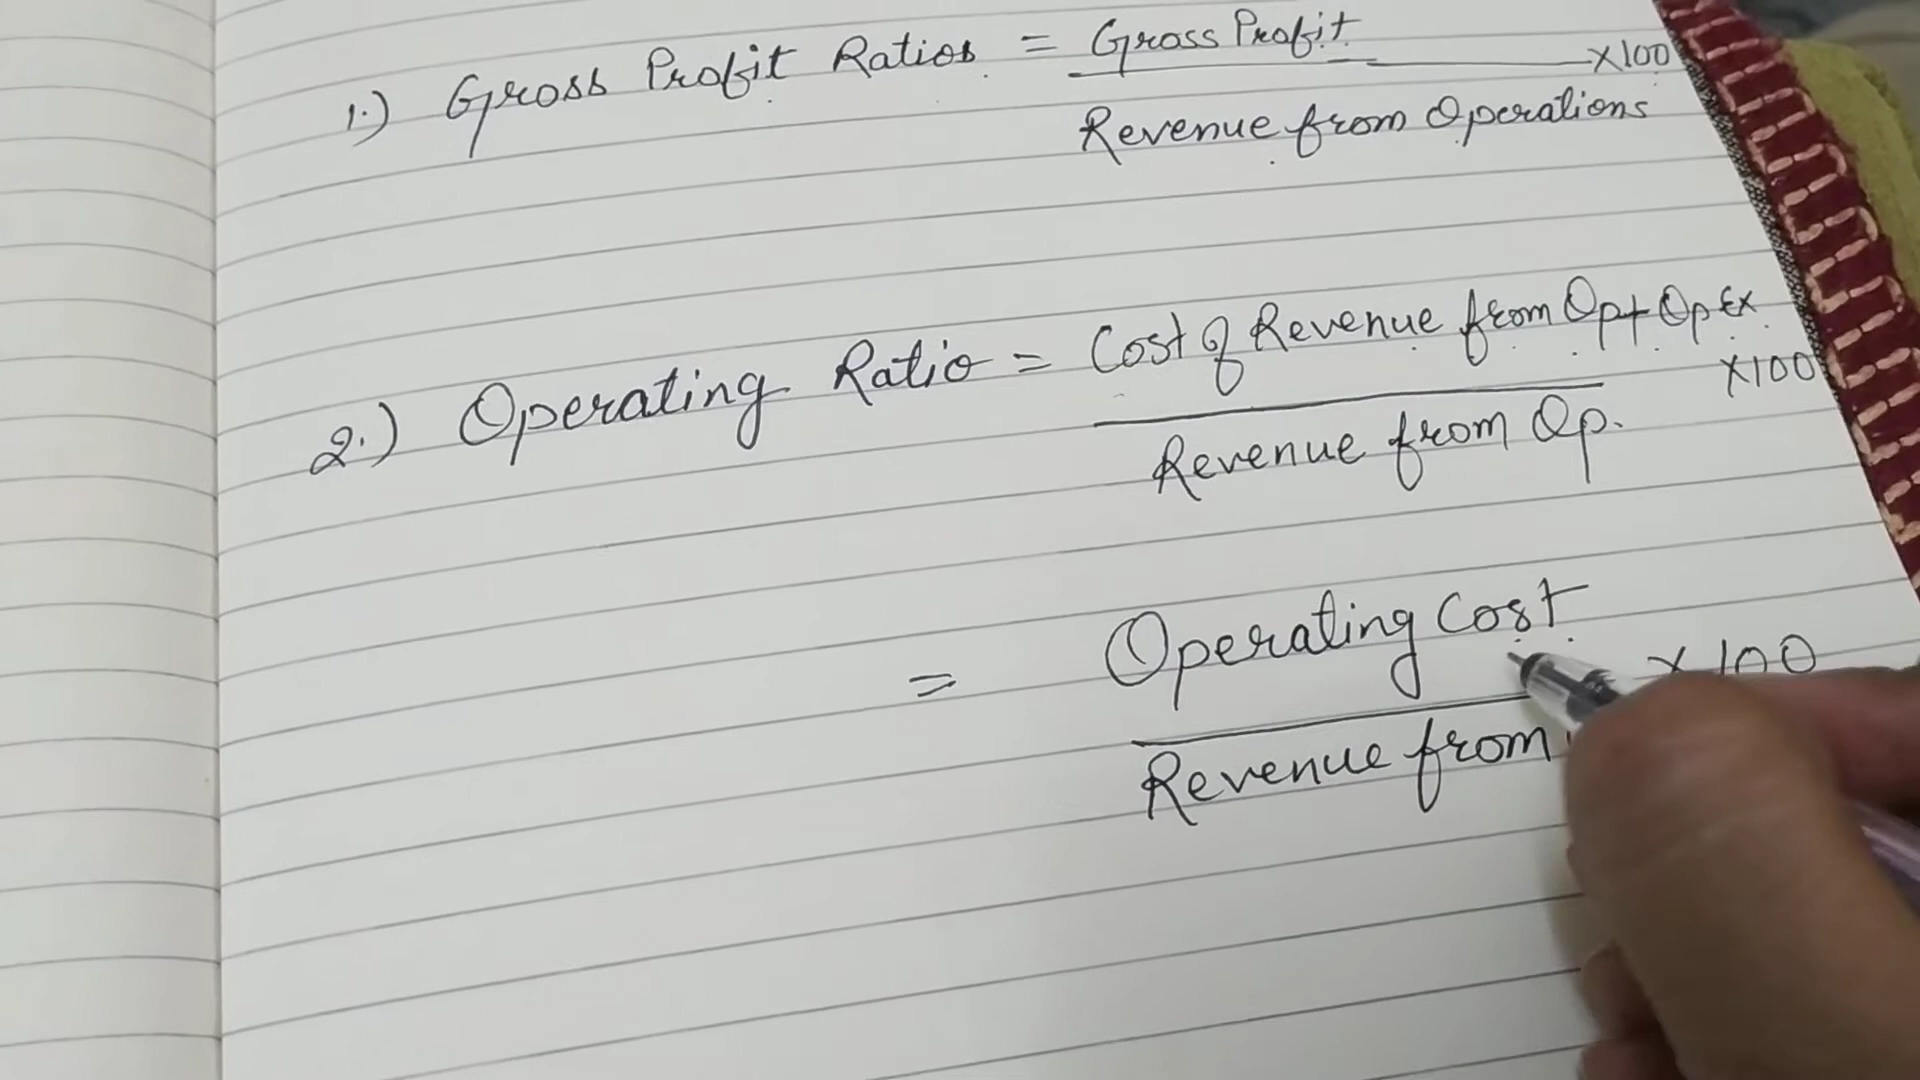 1.) Gross Profit Ratios = Gross Profit X100
Revenue from Operations
2.) Operating Ratio = Cost of Revenue from Op + Op Ex X100
Revenue from Op.
= Operating Cost X 100
Revenue from